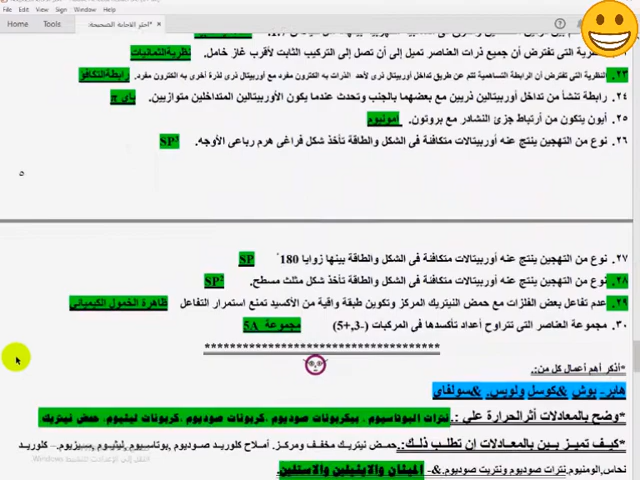 File Edit View Sign Window Help
Home Tools *اختر الاجابة الصحيحة: ×
نظرية التى تفترض أن جميع ذرات العناصر تميل إلى أن تصل إلى التركيب الثابت لأقرب غاز خامل. نظرية الثمانيات
٢٣. النظرية التى تفترض أن الرابطة التساهمية تتم عن طريق تداخل أوربيتال ذرى لأحد الذرات به الكترون مفرد مع أوربيتال ذرى لذرة أخرى به الكترون مفرد. رابطة التكافؤ
٢٤. رابطة تنشأ من تداخل أوربيتالين ذريين مع بعضهما بالجنب وتحدث عندما يكون الأوربيتالين المتداخلين متوازيين. باى π
٢٥. أيون يتكون من أرتباط جزئ النشادر مع بروتون. امونيوم
٢٦. نوع من التهجين ينتج عنه أوربيتالات متكافئة فى الشكل والطاقة تأخذ شكل فراغى هرم رباعى الأوجه. SP³
٥
٢٧. نوع من التهجين ينتج عنه أوربيتالات متكافئة فى الشكل والطاقة بينها زوايا 180° SP
٢٨. نوع من التهجين ينتج عنه أوربيتالات متكافئة فى الشكل والطاقة تأخذ شكل مثلث مسطح. SP²
٢٩. عدم تفاعل بعض الفلزات مع حمض النيتريك المركز وتكوين طبقة واقية من الأكسيد تمنع استمرار التفاعل ظاهرة الخمول الكيميائي
٣٠. مجموعة العناصر التى تتراوح أعداد تأكسدها فى المركبات (-3,+5) مجموعة 5A
*أذكر أهم أعمال كل من:.
هابر- بوش &كوسل ولويس. &سولفاي
*وضح بالمعادلات أثر الحرارة على :. نترات البوتاسيوم. بيكربونات صوديوم. كربونات صوديوم. كربونات ليثيوم. حمض نيتريك
*كيف تميز بين بالمعادلات ان تطلب ذلك:. حمض نيتريك مخفف ومركز. أملاح كلوريد صوديوم.بوتاسيوم. ليثيوم. سيزيوم. كلوريد
نحاس,الومنيوم.نترات صوديوم ونتريت صوديوم.&- الميثان والايثيلين والاستلين.